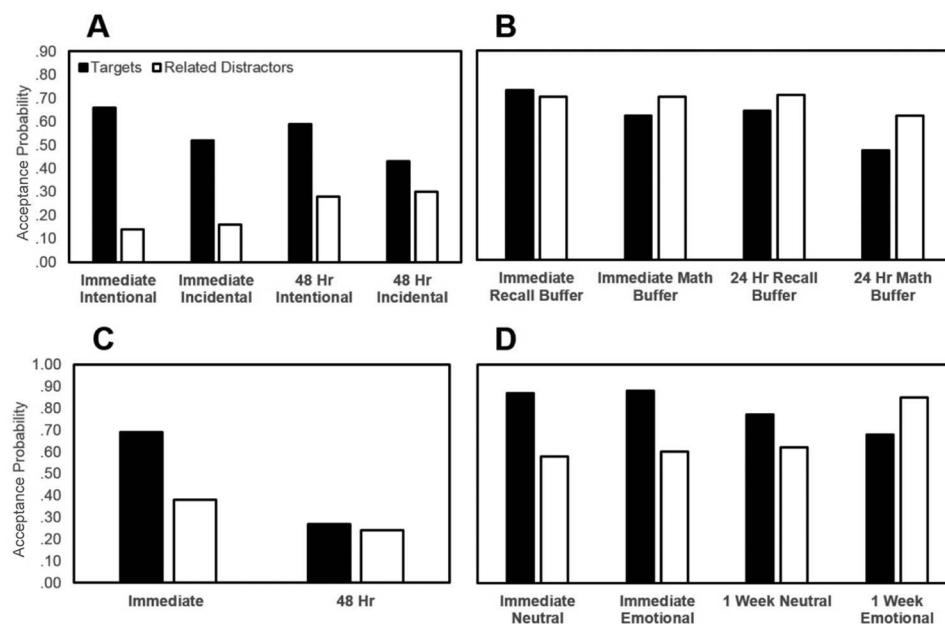 A
B
.90
.80
.70
.60
.50
.40
.30
.20
.10
.00
Acceptance Probability
Targets Related Distractors
Immediate Intentional
Immediate Incidental
48 Hr Intentional
48 Hr Incidental
Immediate Recall Buffer
Immediate Math Buffer
24 Hr Recall Buffer
24 Hr Math Buffer
C
D
1.00
.90
.80
.70
.60
.50
.40
.30
.20
.10
.00
Acceptance Probability
Immediate
48 Hr
Immediate Neutral
Immediate Emotional
1 Week Neutral
1 Week Emotional